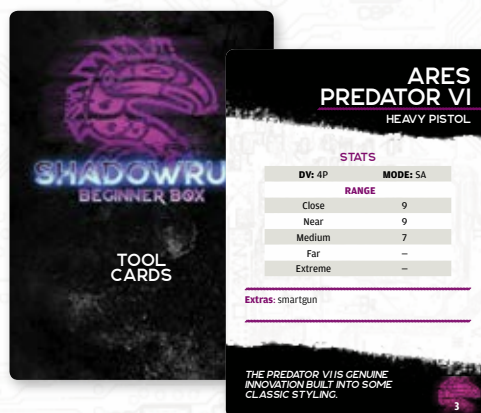 SHADOWRU
BEGINNER BOX
TOOL
CARDS
ARES
PREDATOR VI
HEAVY PISTOL
STATS
DV: 4P MODE: SA
RANGE
Close 9
Near 9
Medium 7
Far –
Extreme –
Extras: smartgun
THE PREDATOR VI IS GENUINE
INNOVATION BUILT INTO SOME
CLASSIC STYLING.
3